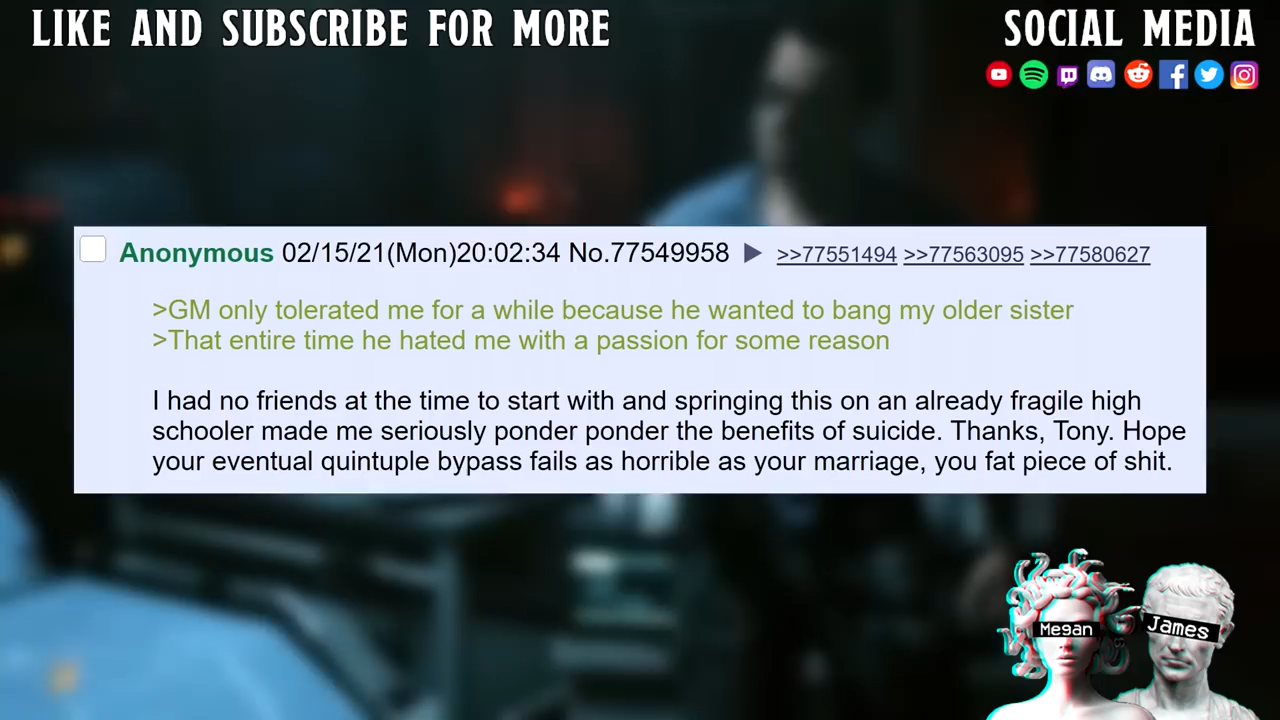 LIKE AND SUBSCRIBE FOR MORE
SOCIAL MEDIA
Anonymous 02/15/21(Mon)20:02:34 No.77549958 ▶ >>77551494 >>77563095 >>77580627
>GM only tolerated me for a while because he wanted to bang my older sister
>That entire time he hated me with a passion for some reason
I had no friends at the time to start with and springing this on an already fragile high
schooler made me seriously ponder ponder the benefits of suicide. Thanks, Tony. Hope
your eventual quintuple bypass fails as horrible as your marriage, you fat piece of shit.
Megan
James